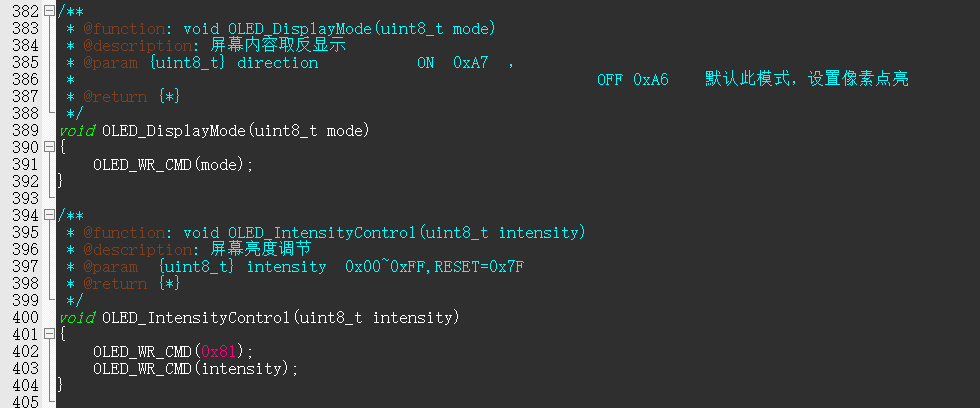 382 /**
383 * @function: void OLED_DisplayMode(uint8_t mode)
384 * @description: 屏幕内容取反显示
385 * @param {uint8_t} direction ON 0xA7 ，
386 * OFF 0xA6 默认此模式，设置像素点亮
387 * @return {*}
388 */
389 void OLED_DisplayMode(uint8_t mode)
390 {
391 OLED_WR_CMD(mode);
392 }
393
394 /**
395 * @function: void OLED_IntensityControl(uint8_t intensity)
396 * @description: 屏幕亮度调节
397 * @param {uint8_t} intensity 0x00~0xFF,RESET=0x7F
398 * @return {*}
399 */
400 void OLED_IntensityControl(uint8_t intensity)
401 {
402 OLED_WR_CMD(0x81);
403 OLED_WR_CMD(intensity);
404 }
405